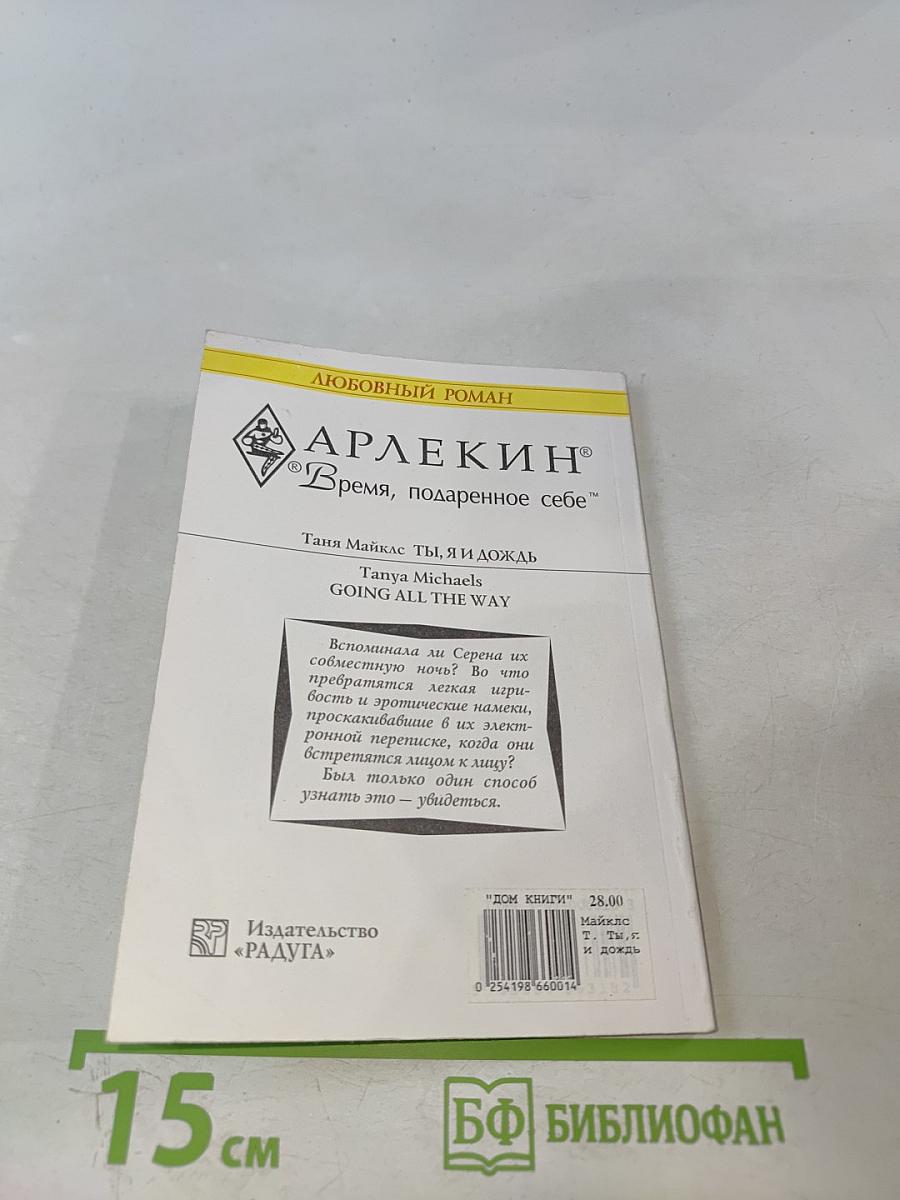 ЛЮБОВНЫЙ РОМАН
АРЛЕКИН®
®Время, подаренное себе™
Таня Майклс ТЫ, Я И ДОЖДЬ
Tanya Michaels
GOING ALL THE WAY
Вспоминала ли Серена их
совместную ночь? Во что
превратятся легкая игри-
вость и эротические намеки,
проскакивавшие в их элект-
ронной переписке, когда они
встретятся лицом к лицу?
Был только один способ
узнать это — увидеться.
Издательство
«РАДУГА»
"ДОМ КНИГИ" 28.00
Майклс
Т. Ты,я
и дождь
0 254198 660014
15 см
БФ БИБЛИОФАН